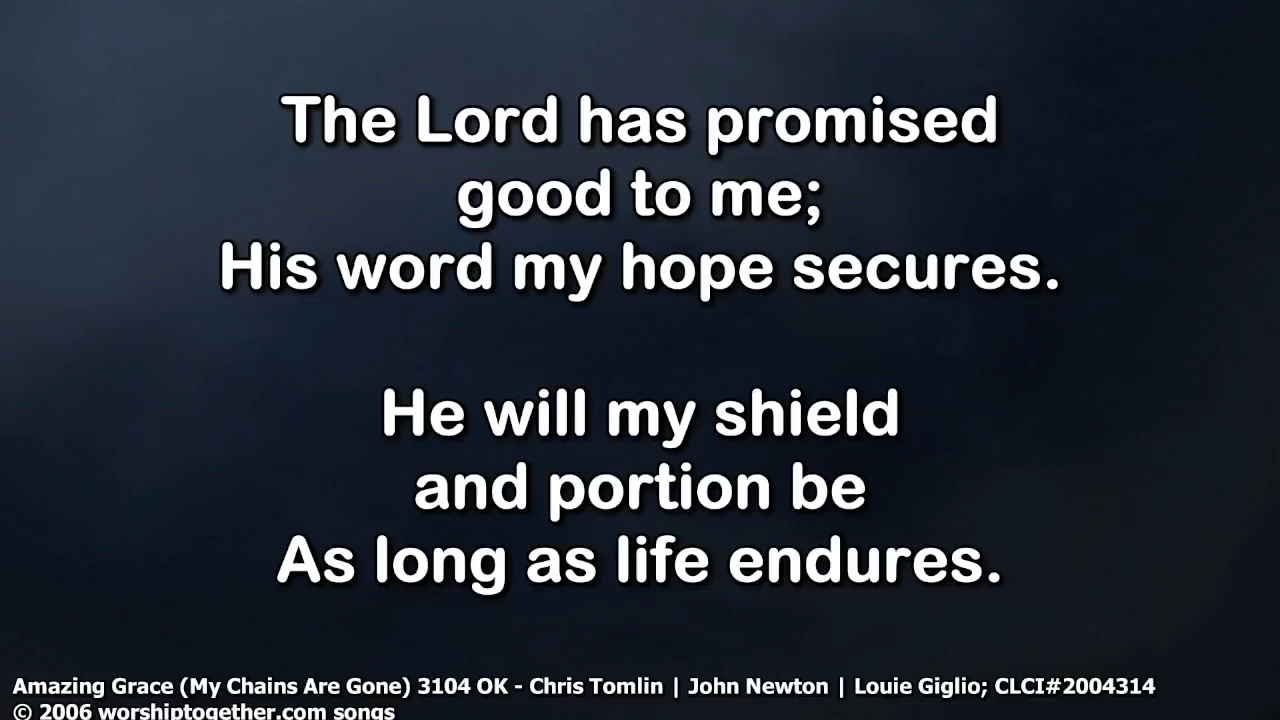 The Lord has promised
good to me;
His word my hope secures.
He will my shield
and portion be
As long as life endures.
Amazing Grace (My Chains Are Gone) 3104 OK - Chris Tomlin | John Newton | Louie Giglio; CLCI#2004314
© 2006 worshiptogether.com songs